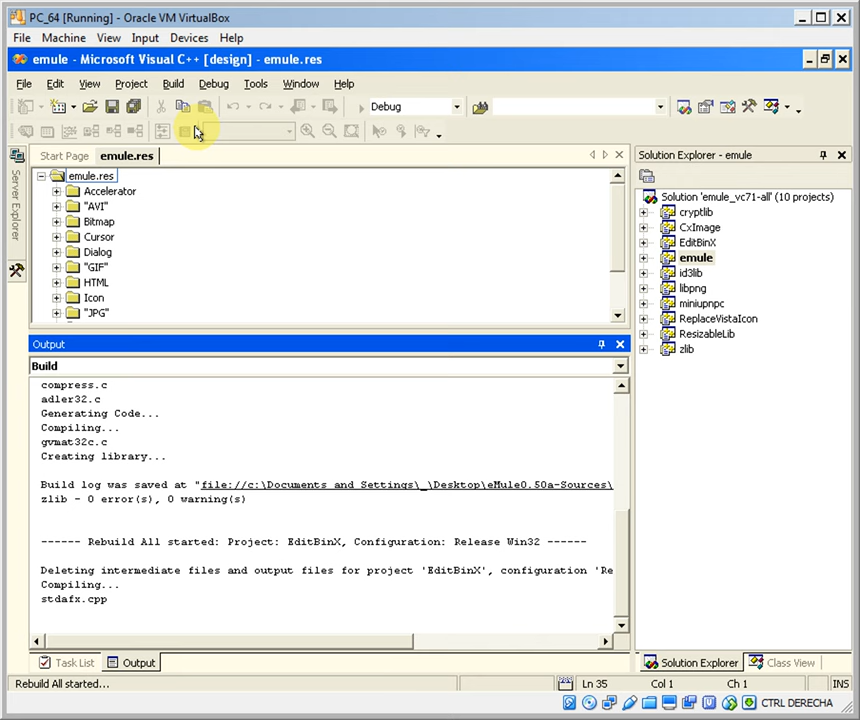 PC_64 [Running] - Oracle VM VirtualBox
File Machine View Input Devices Help
emule - Microsoft Visual C++ [design] - emule.res
File Edit View Project Build Debug Tools Window Help
Debug
Start Page emule.res
Server Explorer
emule.res
Accelerator
"AVI"
Bitmap
Cursor
Dialog
"GIF"
HTML
Icon
"JPG"
Solution Explorer - emule
Solution 'emule_vc71-all' (10 projects)
cryptlib
CxImage
EditBinX
emule
id3lib
libpng
miniupnpc
ReplaceVistaIcon
ResizableLib
zlib
Output
Build
compress.c
adler32.c
Generating Code...
Compiling...
gvmat32c.c
Creating library...
Build log was saved at "file://c:\Documents and Settings\_\Desktop\eMule0.50a-Sources\
zlib - 0 error(s), 0 warning(s)
------ Rebuild All started: Project: EditBinX, Configuration: Release Win32 ------
Deleting intermediate files and output files for project 'EditBinX', configuration 'Re
Compiling...
stdafx.cpp
Task List Output
Solution Explorer Class View
Rebuild All started... Ln 35 Col 1 Ch 1 INS
CTRL DERECHA